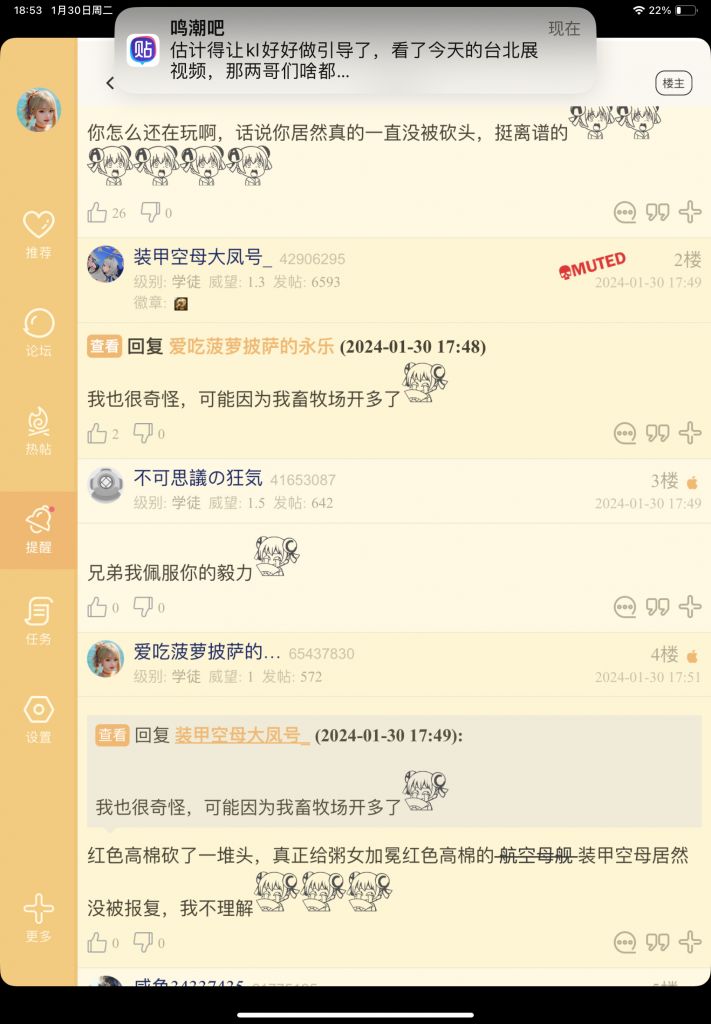 18:53 1月30日周二
22%
鸣潮吧
现在
估计得让kl好好做引导了，看了今天的台北展
视频，那两哥们啥都...
贴
楼主
你怎么还在玩啊，话说你居然真的一直没被砍头，挺离谱的
26 0
装甲空母大凤号_ 42906295
MUTED
2楼
级别: 学徒 威望: 1.3 发帖: 6593
2024-01-30 17:49
徽章:
查看 回复 爱吃菠萝披萨的永乐 (2024-01-30 17:48)
我也很奇怪，可能因为我畜牧场开多了
2 0
不可思議の狂気 41653087
3楼
级别: 学徒 威望: 1.5 发帖: 642
2024-01-30 17:49
兄弟我佩服你的毅力
0 0
爱吃菠萝披萨的... 65437830
4楼
级别: 学徒 威望: 1 发帖: 572
2024-01-30 17:51
查看 回复 装甲空母大凤号_ (2024-01-30 17:49):
我也很奇怪，可能因为我畜牧场开多了
红色高棉砍了一堆头，真正给粥女加冕红色高棉的 航空母舰 装甲空母居然
没被报复，我不理解
0 0
推荐
论坛
热帖
提醒
任务
设置
更多